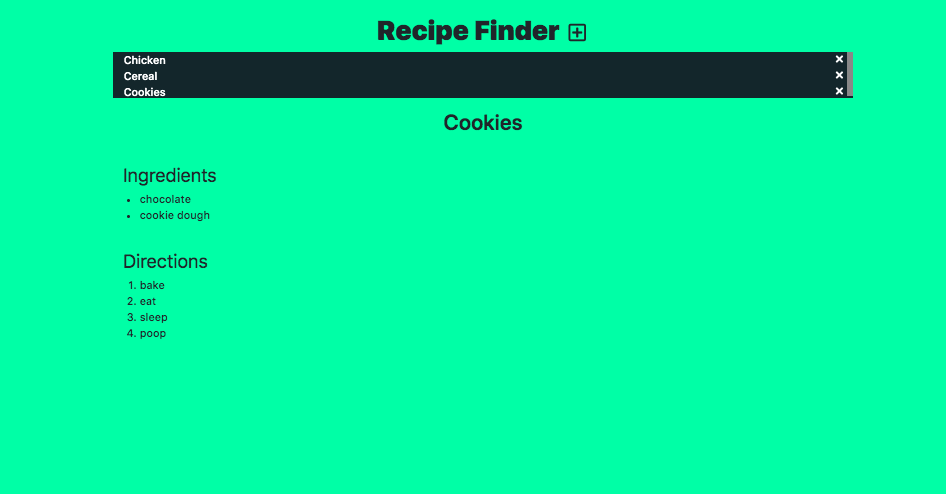 Recipe Finder
Chicken
Cereal
Cookies
Cookies
Ingredients
• chocolate
• cookie dough
Directions
1. bake
2. eat
3. sleep
4. poop